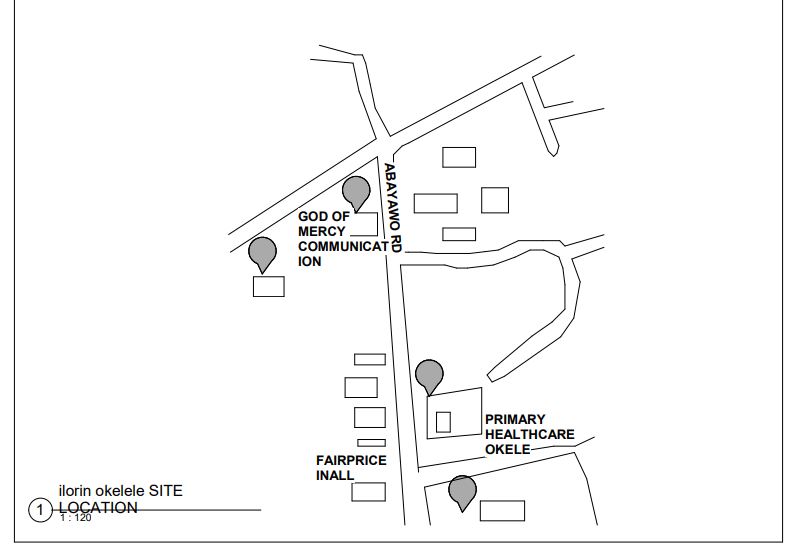 ABAYAWO RD
GOD OF
MERCY
COMMUNICAT
ION
PRIMARY
HEALTHCARE
OKELE
FAIRPRICE
INALL
1
ilorin okelele SITE
LOCATION
1 : 120